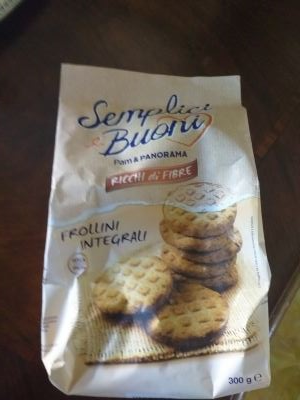 Semplici
e Buoni
Pam & PANORAMA
RICCHI di FIBRE
FROLLINI
INTEGRALI
300 g e